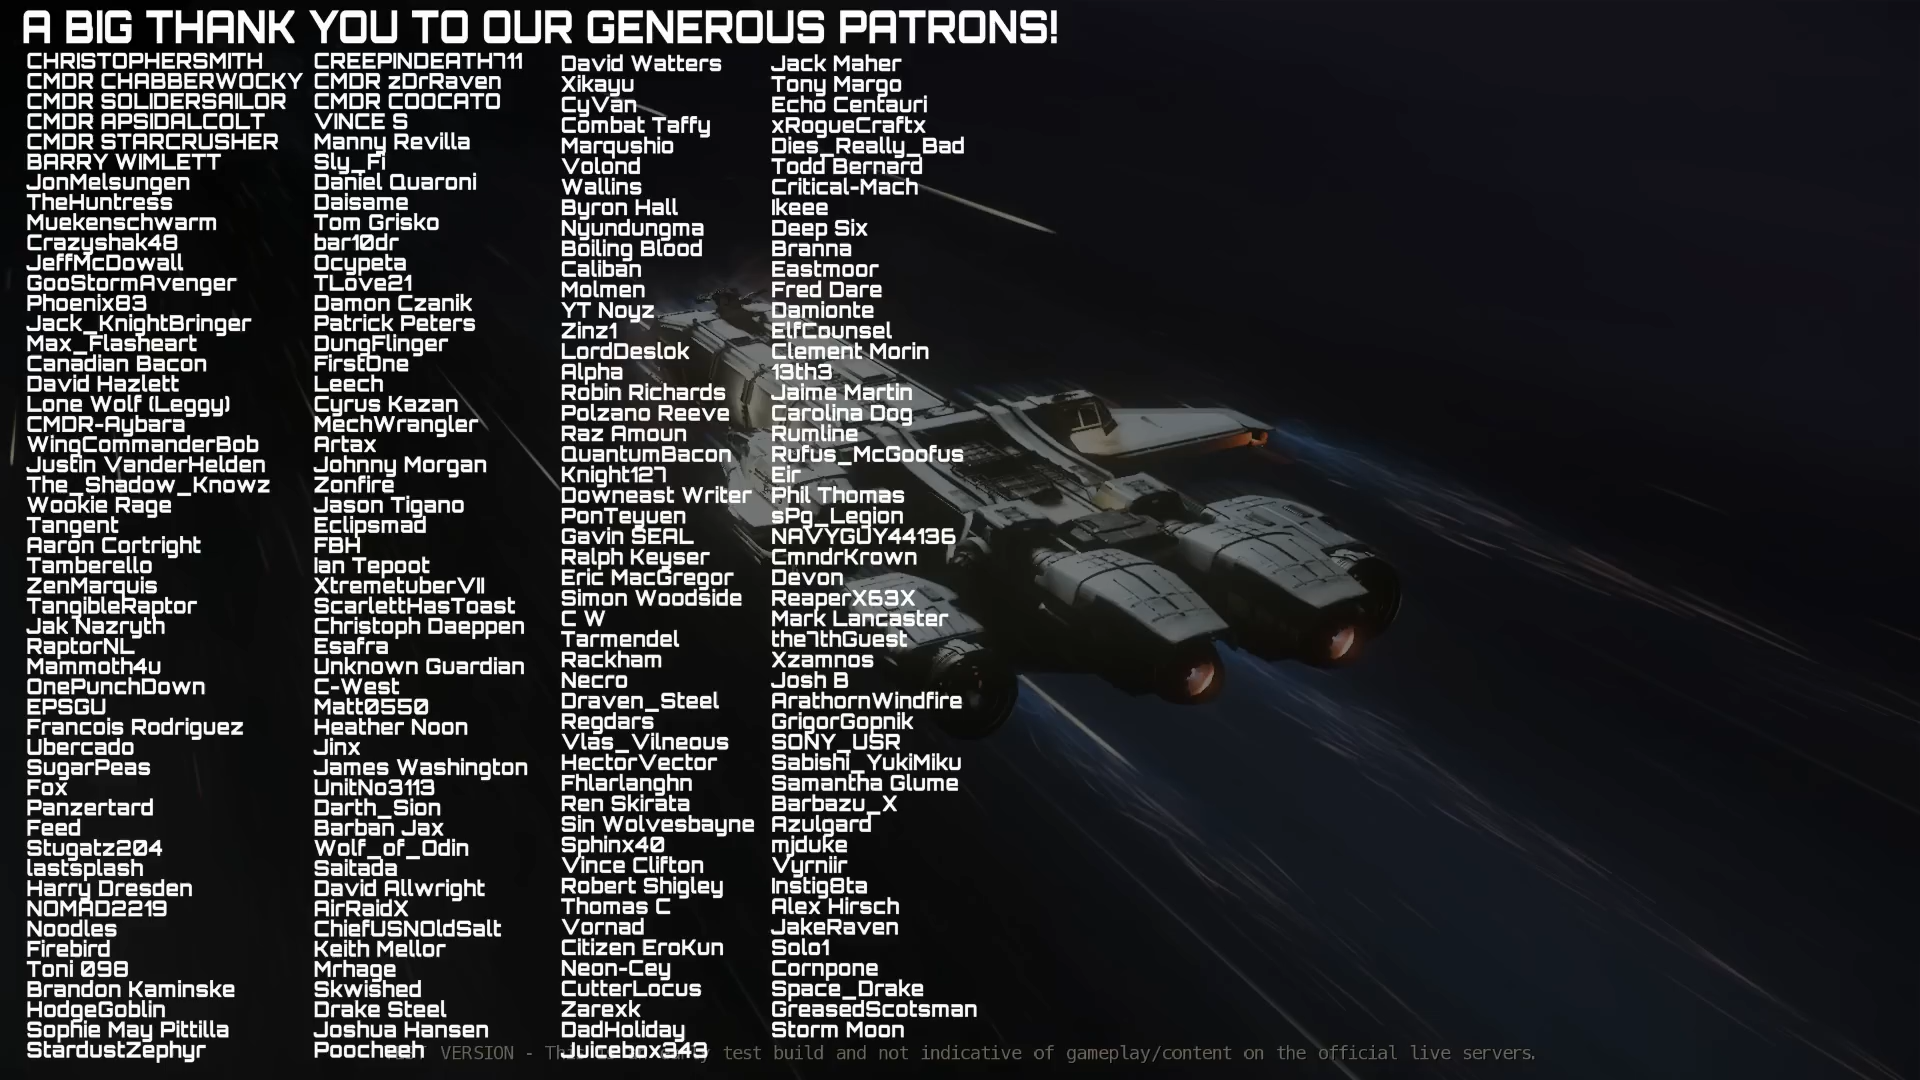 A BIG THANK YOU TO OUR GENEROUS PATRONS!
CHRISTOPHERSMITH
CMDR CHABBERWOCKY
CMDR SOLIDERSAILOR
CMDR APSIDALCOLT
CMDR STARCRUSHER
BARRY WIMLETT
JonMelsungen
TheHuntress
Muekenschwarm
Crazyshak48
JeffMcDowall
GooStormAvenger
Phoenix83
Jack_KnightBringer
Max_Flasheart
Canadian Bacon
David Hazlett
Lone Wolf (Leggy)
CMDR-Aybara
WingCommanderBob
Justin VanderHelden
The_Shadow_Knowz
Wookie Rage
Tangent
Aaron Cortright
Tamberello
ZenMarquis
TangibleRaptor
Jak Nazryth
RaptorNL
Mammoth4u
OnePunchDown
EPSGU
Francois Rodriguez
Ubercado
SugarPeas
Fox
Panzertard
Feed
Stugatz204
lastsplash
Harry Dresden
NOMAD2219
Noodles
Firebird
Toni 098
Brandon Kaminske
HodgeGoblin
Sophie May Pittilla
StardustZephyr
CREEPINDEATH711
CMDR zDrRaven
CMDR COOCATO
VINCE S
Manny Revilla
Sly_Fi
Daniel Quaroni
Daisame
Tom Grisko
bar10dr
Ocypeta
TLove21
Damon Czanik
Patrick Peters
DungFlinger
FirstOne
Leech
Cyrus Kazan
MechWrangler
Artax
Johnny Morgan
Zonfire
Jason Tigano
Eclipsmad
FBH
Ian Tepoot
XtremetuberVII
ScarlettHasToast
Christoph Daeppen
Esafra
Unknown Guardian
C-West
Matt0550
Heather Noon
Jinx
James Washington
UnitNo3113
Darth_Sion
Barban Jax
Wolf_of_Odin
Saitada
David Allwright
AirRaidX
ChiefUSNOldSalt
Keith Mellor
Mrhage
Skwished
Drake Steel
Joshua Hansen
Poocheeh
David Watters
Xikayu
CyVan
Combat Taffy
Marqushio
Volond
Wallins
Byron Hall
Nyundungma
Boiling Blood
Caliban
Molmen
YT Noyz
Zinz1
LordDeslok
Alpha
Robin Richards
Polzano Reeve
Raz Amoun
QuantumBacon
Knight127
Downeast Writer
PonTeyuen
Gavin SEAL
Ralph Keyser
Eric MacGregor
Simon Woodside
C W
Tarmendel
Rackham
Necro
Draven_Steel
Regdars
Vlas_Vilneous
HectorVector
Fhlarlanghn
Ren Skirata
Sin Wolvesbayne
Sphinx40
Vince Clifton
Robert Shigley
Thomas C
Vornad
Citizen EroKun
Neon-Cey
CutterLocus
Zarexk
DadHoliday
Juicebox343
Jack Maher
Tony Margo
Echo Centauri
xRogueCraftx
Dies_Really_Bad
Todd Bernard
Critical-Mach
Ikeee
Deep Six
Branna
Eastmoor
Fred Dare
Damionte
ElfCounsel
Clement Morin
13th3
Jaime Martin
Carolina Dog
Rumline
Rufus_McGoofus
Eir
Phil Thomas
sPg_Legion
NAVYGUY44136
CmndrKrown
Devon
ReaperX63X
Mark Lancaster
the7thGuest
Xzamnos
Josh B
ArathornWindfire
GrigorGopnik
SONY_USR
Sabishi_YukiMiku
Samantha Glume
Barbazu_X
Azulgard
mjduke
Vyrniir
Instig8ta
Alex Hirsch
JakeRaven
Solo1
Cornpone
Space_Drake
GreasedScotsman
Storm Moon
VERSION - test build and not indicative of gameplay/content on the official live servers.